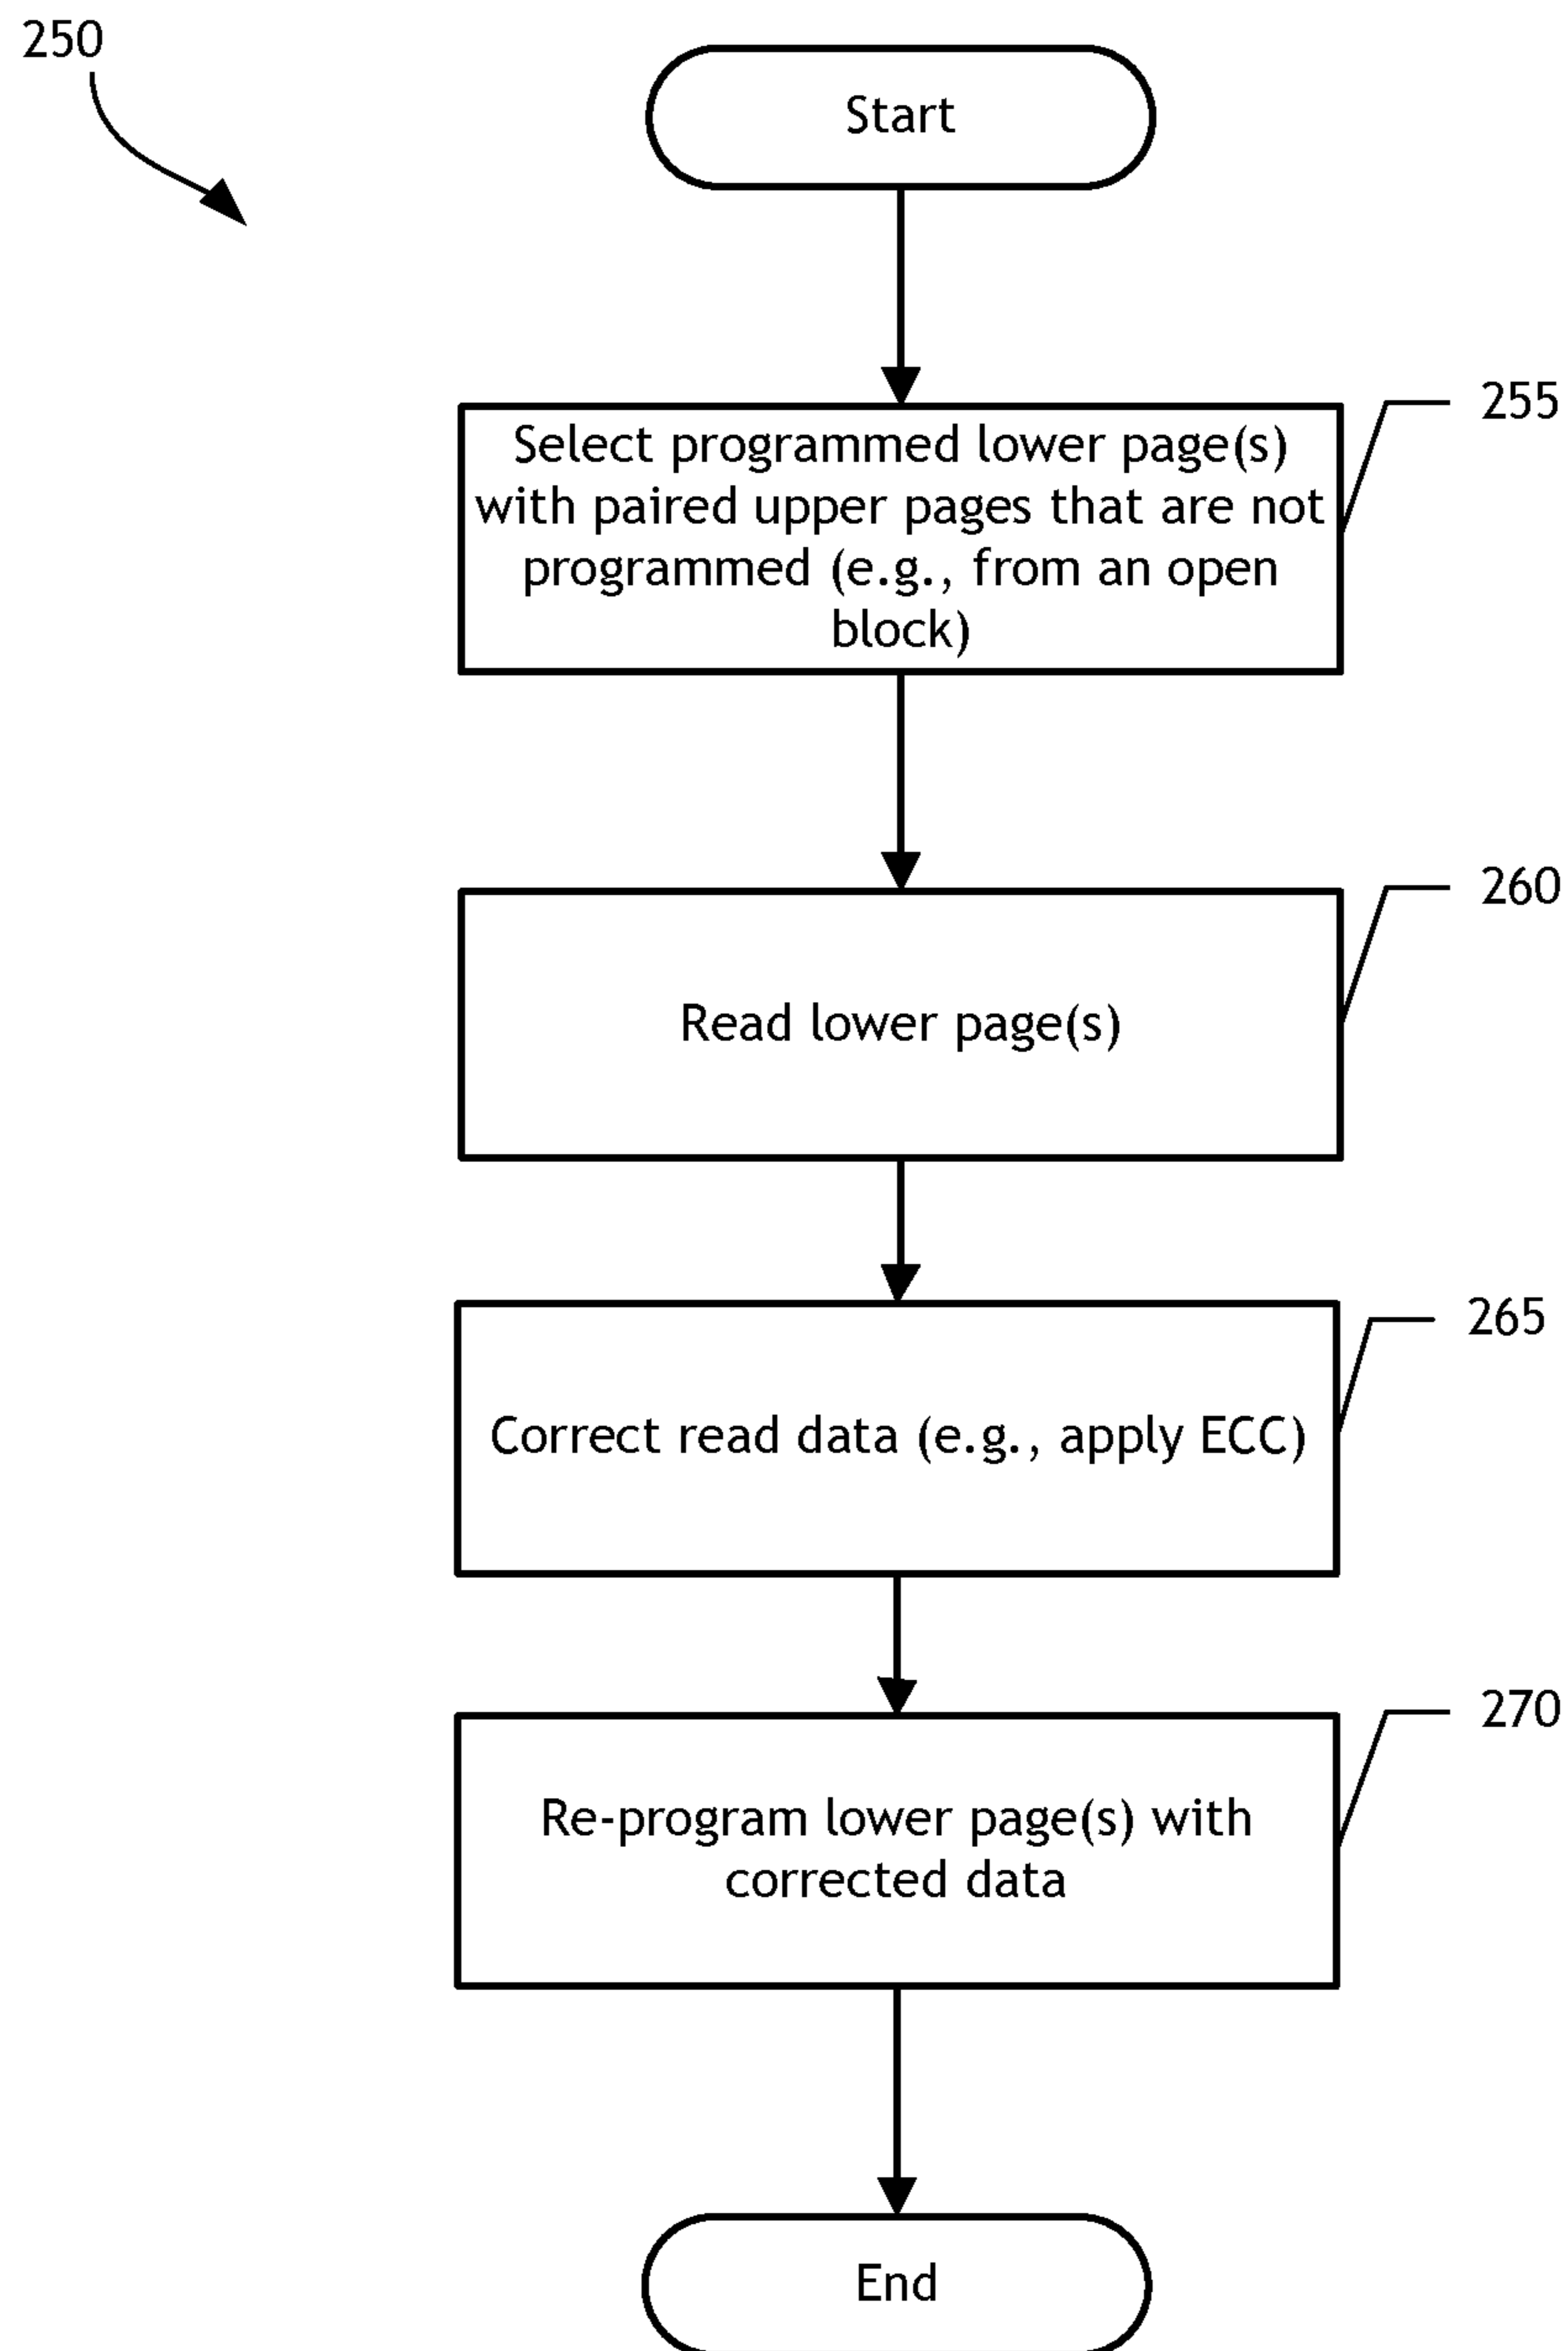 250
Start
255
Select programmed lower page(s)
with paired upper pages that are not
programmed (e.g., from an open
block)
260
Read lower page(s)
265
Correct read data (e.g., apply ECC)
270
Re-program lower page(s) with
corrected data
End